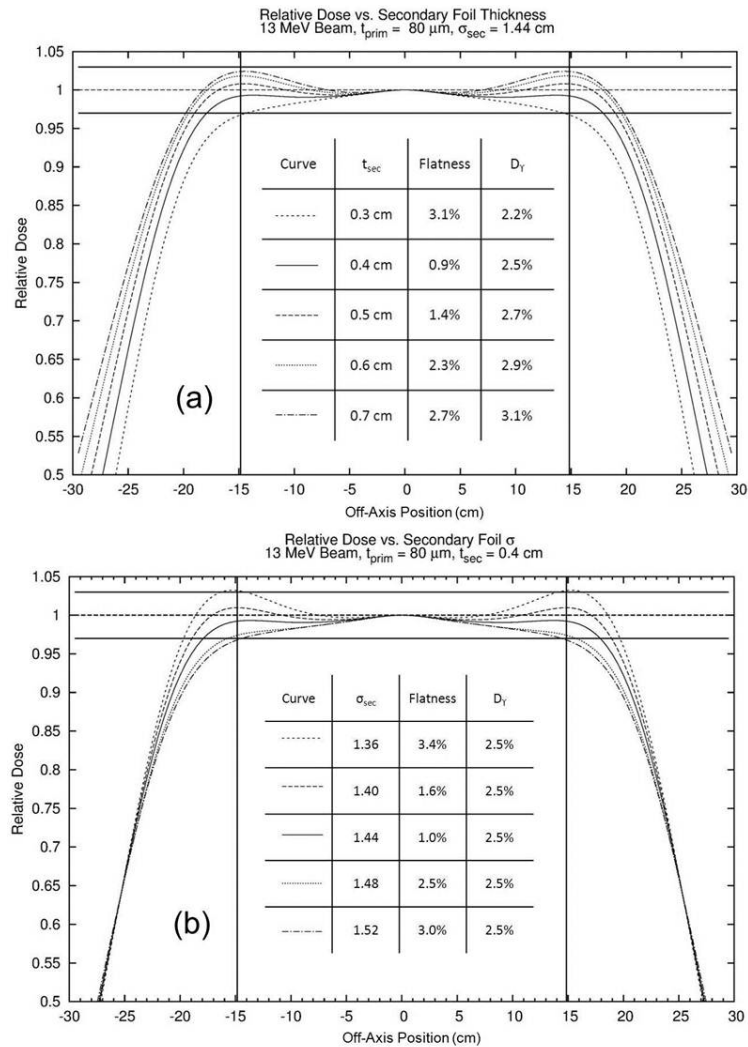 Relative Dose vs. Secondary Foil Thickness
13 MeV Beam, t_prim = 80 μm, σ_sec = 1.44 cm
1.05
1
0.95
0.9
0.85
0.8
0.75
0.7
0.65
0.6
0.55
0.5
Relative Dose
Curve t_sec Flatness D_γ
0.3 cm 3.1% 2.2%
0.4 cm 0.9% 2.5%
0.5 cm 1.4% 2.7%
0.6 cm 2.3% 2.9%
0.7 cm 2.7% 3.1%
(a)
-30 -25 -20 -15 -10 -5 0 5 10 15 20 25 30
Off-Axis Position (cm)
Relative Dose vs. Secondary Foil σ
13 MeV Beam, t_prim = 80 μm, t_sec = 0.4 cm
1.05
1
0.95
0.9
0.85
0.8
0.75
0.7
0.65
0.6
0.55
0.5
Relative Dose
Curve σ_sec Flatness D_γ
1.36 3.4% 2.5%
1.40 1.6% 2.5%
1.44 1.0% 2.5%
1.48 2.5% 2.5%
1.52 3.0% 2.5%
(b)
-30 -25 -20 -15 -10 -5 0 5 10 15 20 25 30
Off-Axis Position (cm)